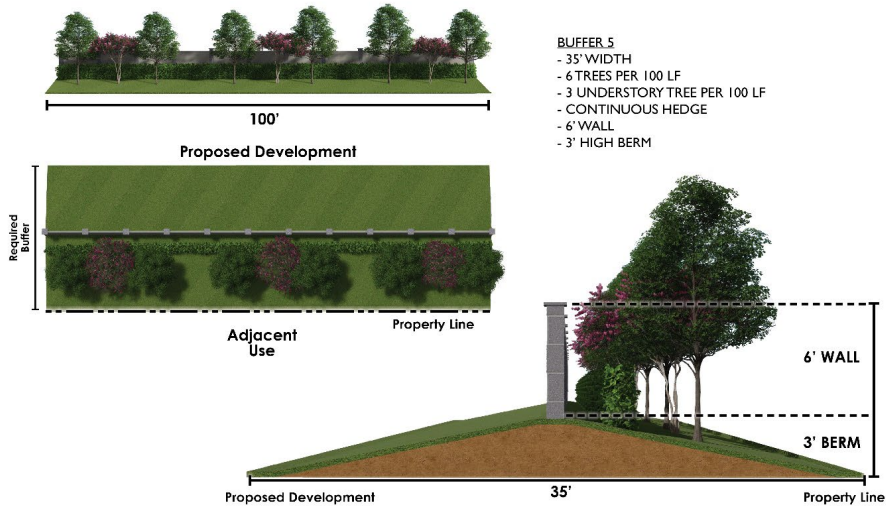 BUFFER 5
- 35' WIDTH
- 6 TREES PER 100 LF
- 3 UNDERSTORY TREE PER 100 LF
- CONTINUOUS HEDGE
- 6' WALL
- 3' HIGH BERM
100'
Proposed Development
Required
Buffer
Property Line
Adjacent
Use
6' WALL
3' BERM
35'
Proposed Development
Property Line